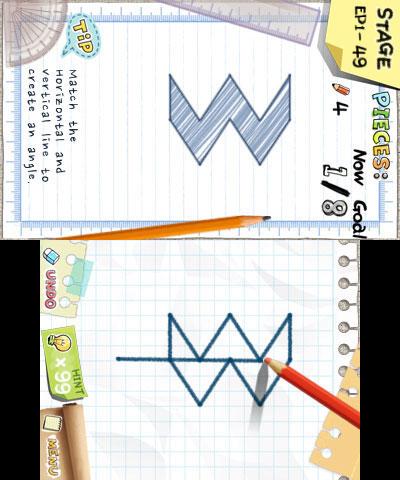 STAGE
EP1-49
PIECES:
4
Now Goal
1/8
TiP
Match the
Horizontal and
vertical line to
create an angle.
UNDO
HINT
x 99
MENU